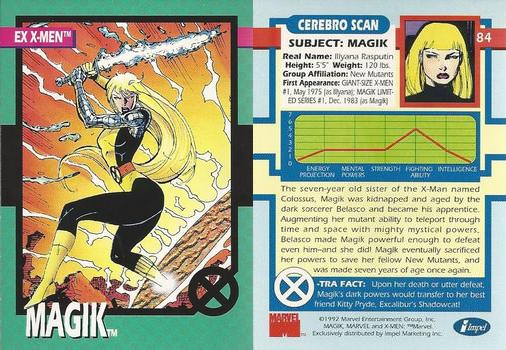 EX X-MEN™
MAGIK™
CEREBRO SCAN
84
SUBJECT: MAGIK
Real Name: Illyana Rasputin
Height: 5'5" Weight: 120 lbs.
Group Affiliation: New Mutants
First Appearance: GIANT-SIZE X-MEN
#1, May 1975 (as Illyana); MAGIK LIMIT-
ED SERIES #1, Dec. 1983 (as Magik)
7
6
5
4
3
2
1
0
ENERGY PROJECTION
MENTAL POWERS
STRENGTH
FIGHTING ABILITY
INTELLIGENCE
The seven-year old sister of the X-Man named
Colossus, Magik was kidnapped and aged by the
dark sorcerer Belasco and became his apprentice.
Augmenting her mutant ability to teleport through
time and space with mighty mystical powers,
Belasco made Magik powerful enough to defeat
even him—and she did! Magik eventually sacrificed
her powers to save her fellow New Mutants, and
was made seven years of age once again.
X-TRA FACT: Upon her death or utter defeat,
Magik's dark powers would transfer to her best
friend Kitty Pryde, Excalibur's Shadowcat!
MARVEL
©1992 Marvel Entertainment Group, Inc.
MAGIK, MARVEL and X-MEN: ™Marvel.
Exclusively distributed by Impel Marketing Inc.
impel